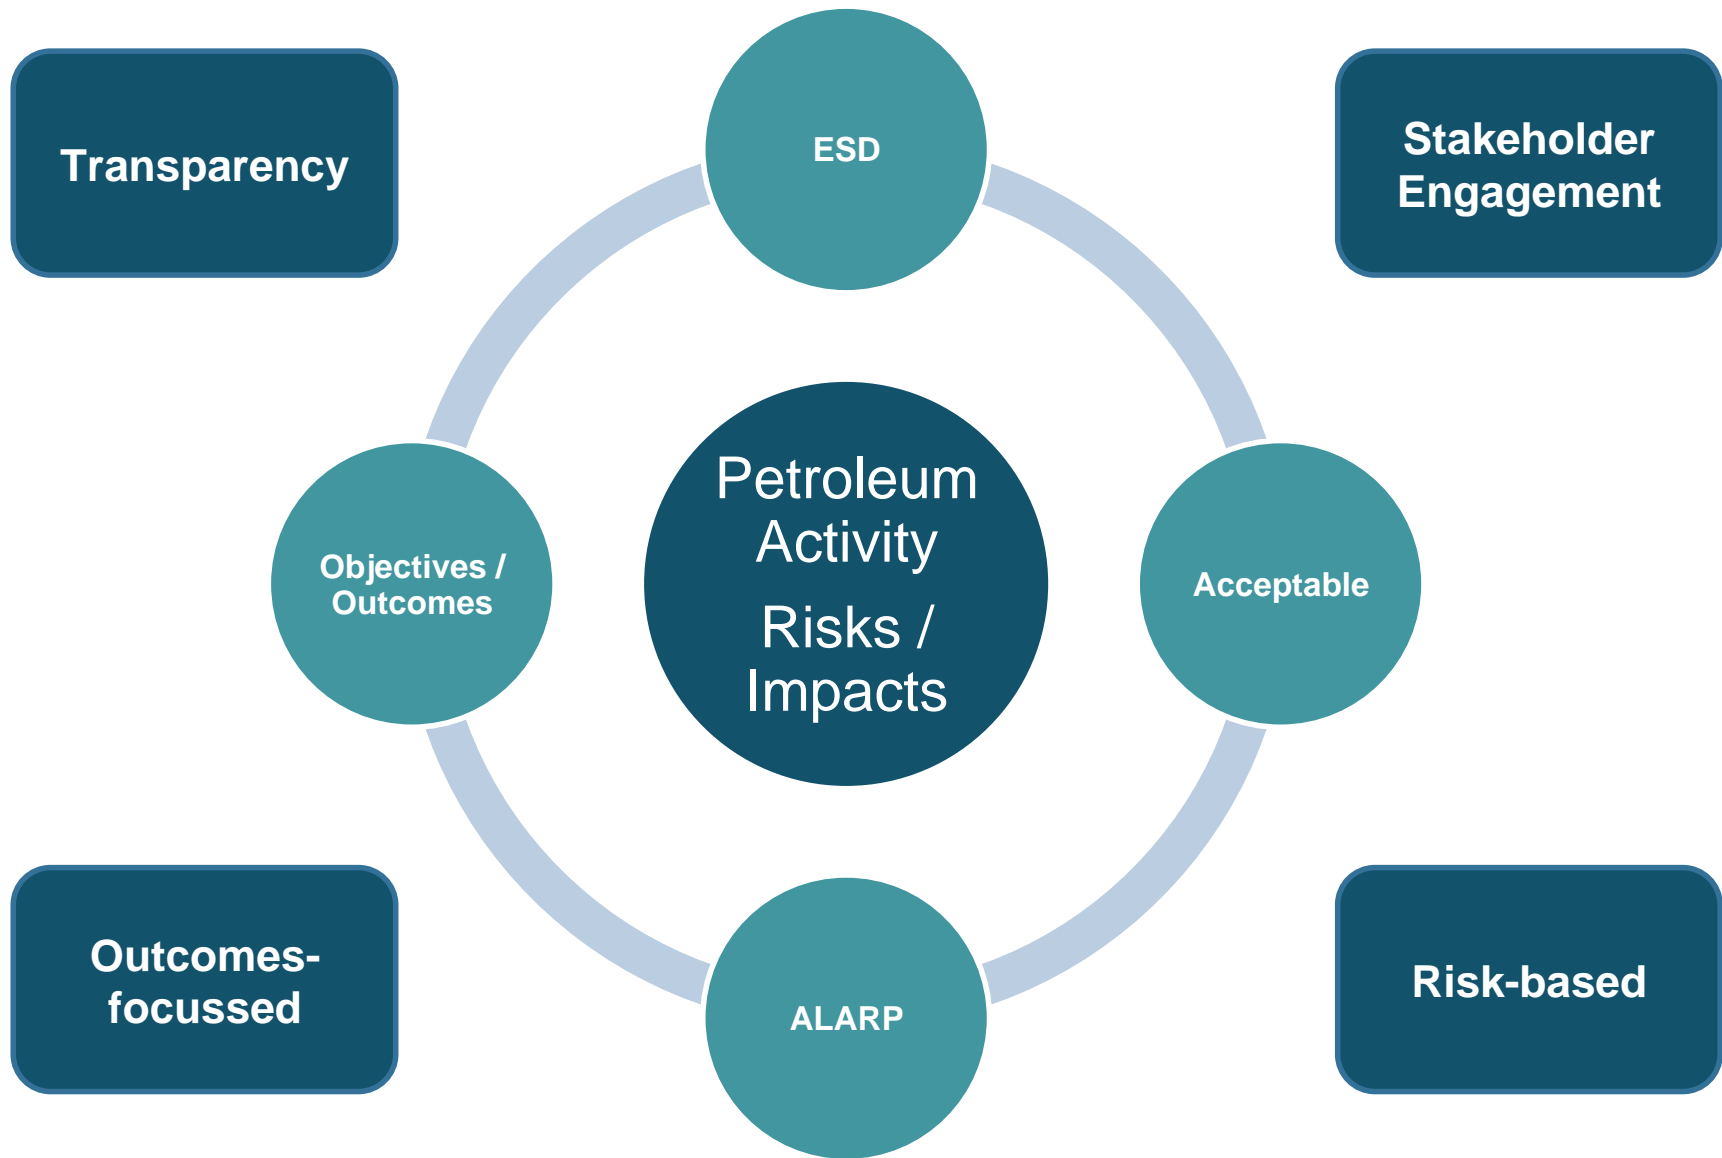 ESD
Transparency
Stakeholder
Engagement
Petroleum
Activity
Risks /
Impacts
Objectives /
Outcomes
Acceptable
Outcomes-
focussed
Risk-based
ALARP